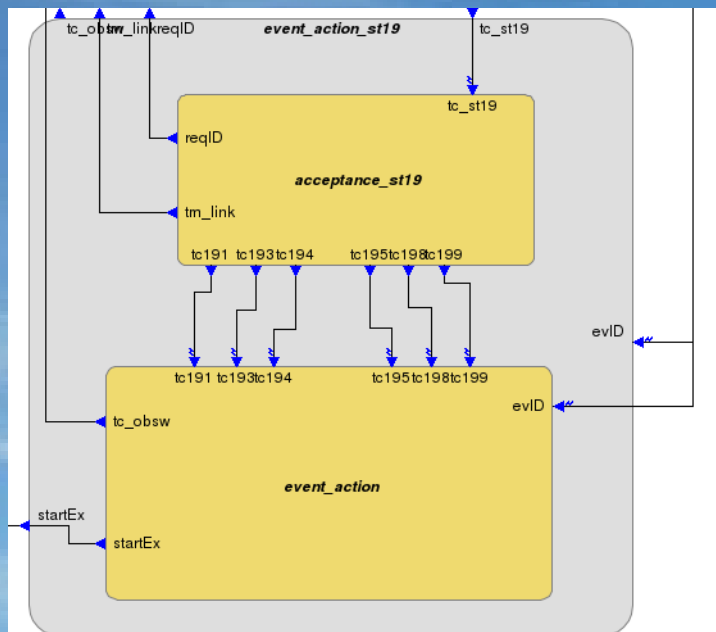 tc_obsw tm_link reqID event_action_st19 tc_st19
tc_st19
reqID
acceptance_st19
tm_link
tc191 tc193 tc194 tc195 tc198 tc199
evID
tc191 tc193 tc194 tc195 tc198 tc199
evID
tc_obsw
event_action
startEx
startEx